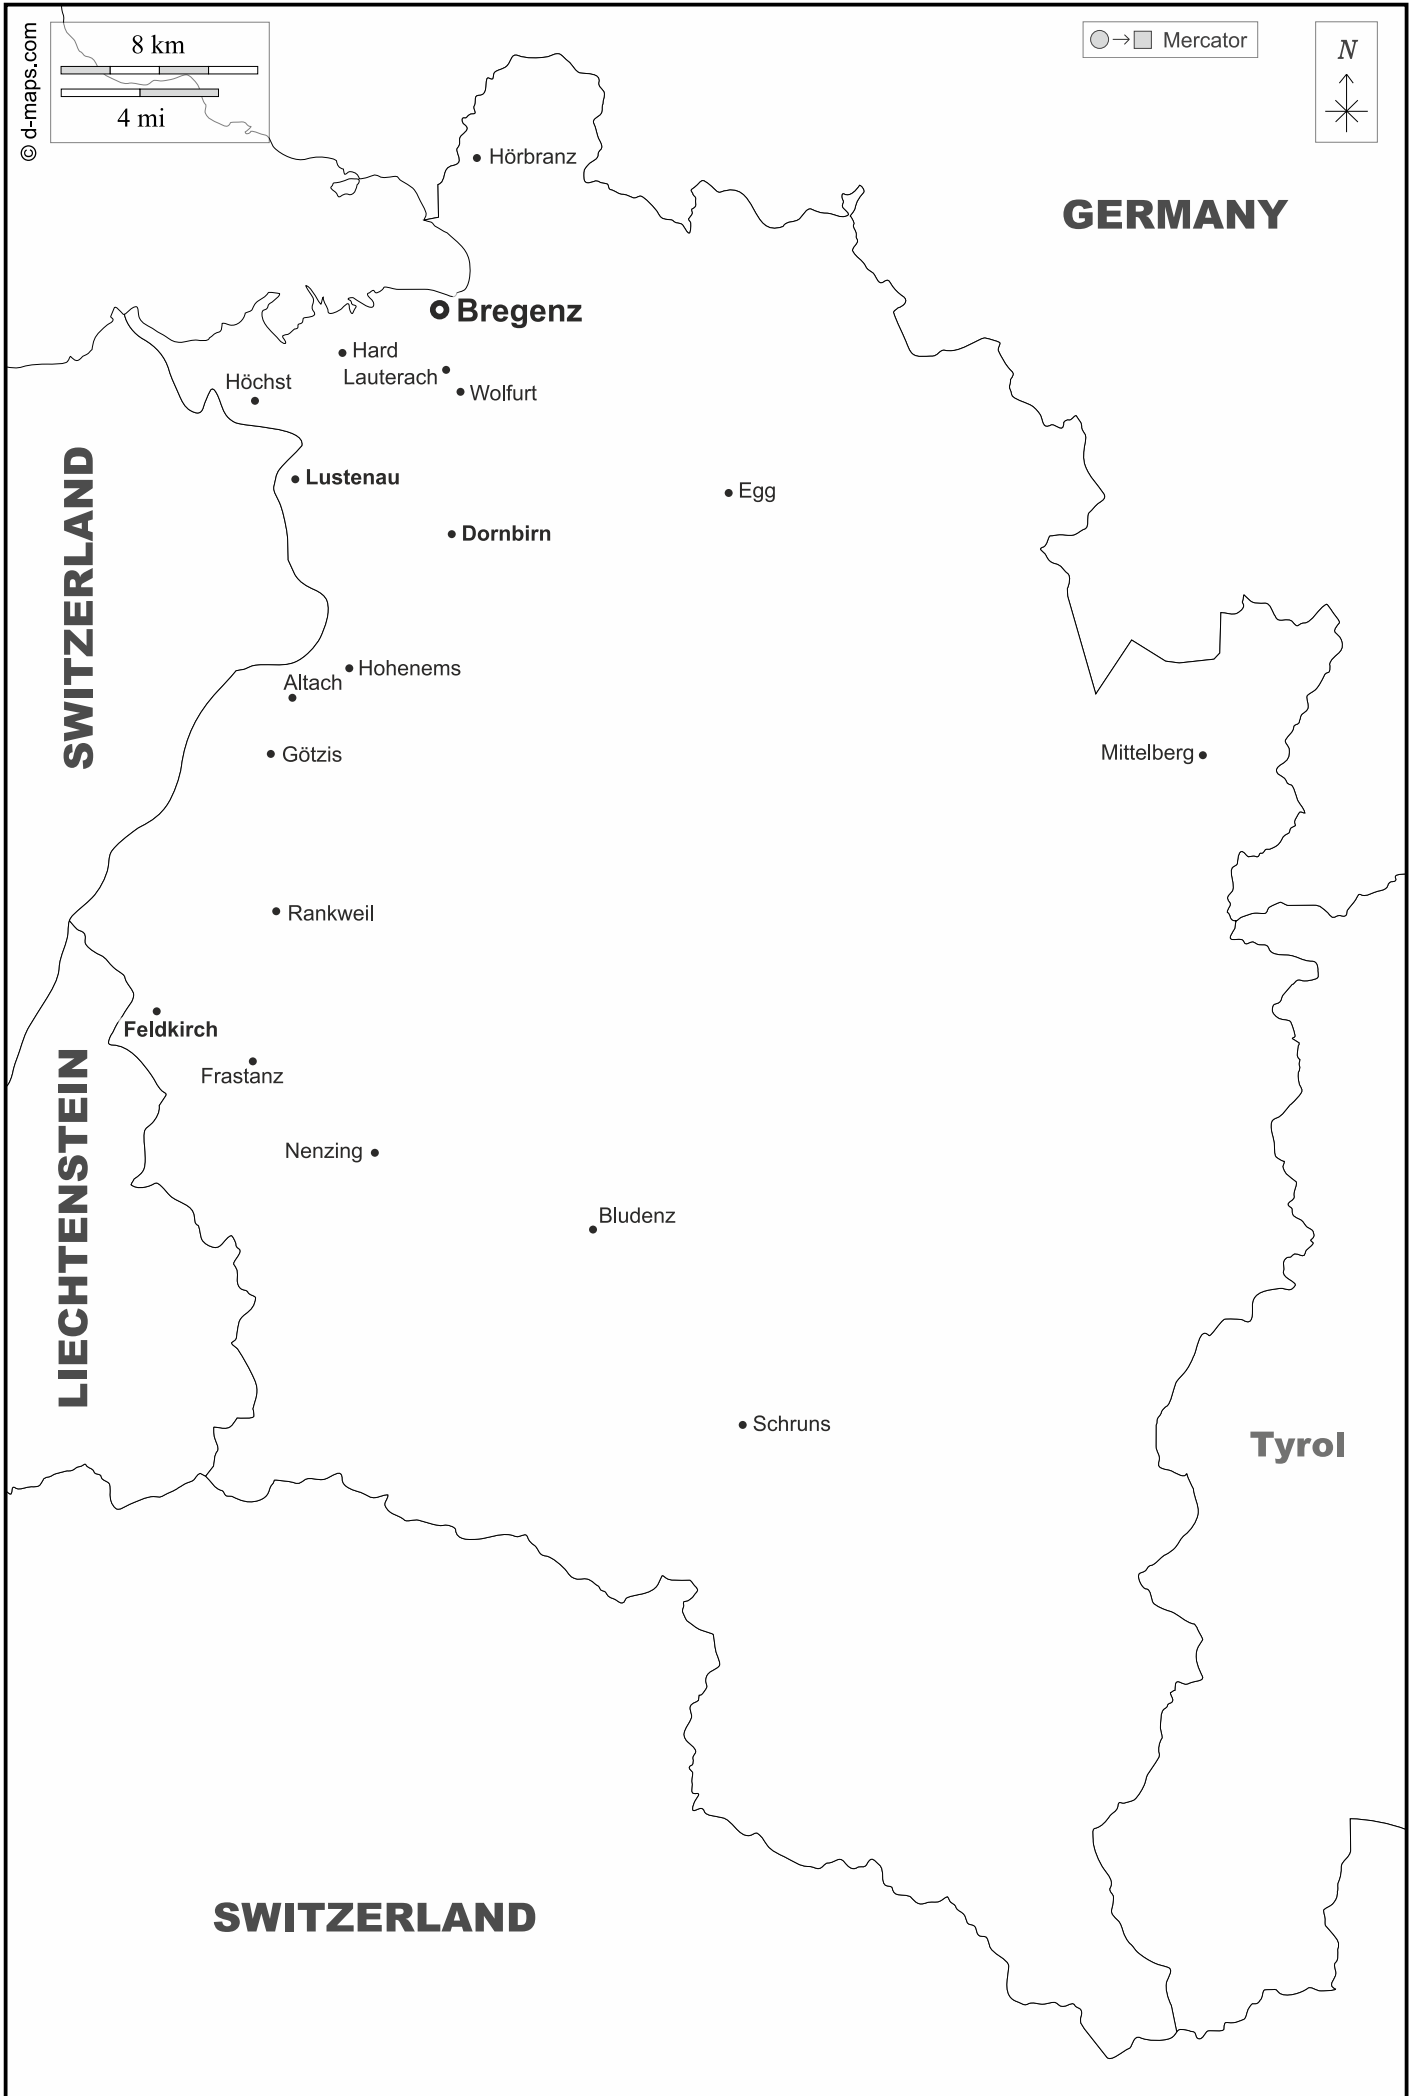 © d-maps.com
8 km
4 mi
Mercator
N
Hörbranz
GERMANY
Bregenz
Hard
Lauterach
Höchst
Wolfurt
SWITZERLAND
Lustenau
Egg
Dornbirn
Hohenems
Altach
Götzis
Mittelberg
Rankweil
Feldkirch
Frastanz
LIECHTENSTEIN
Nenzing
Bludenz
Schruns
Tyrol
SWITZERLAND